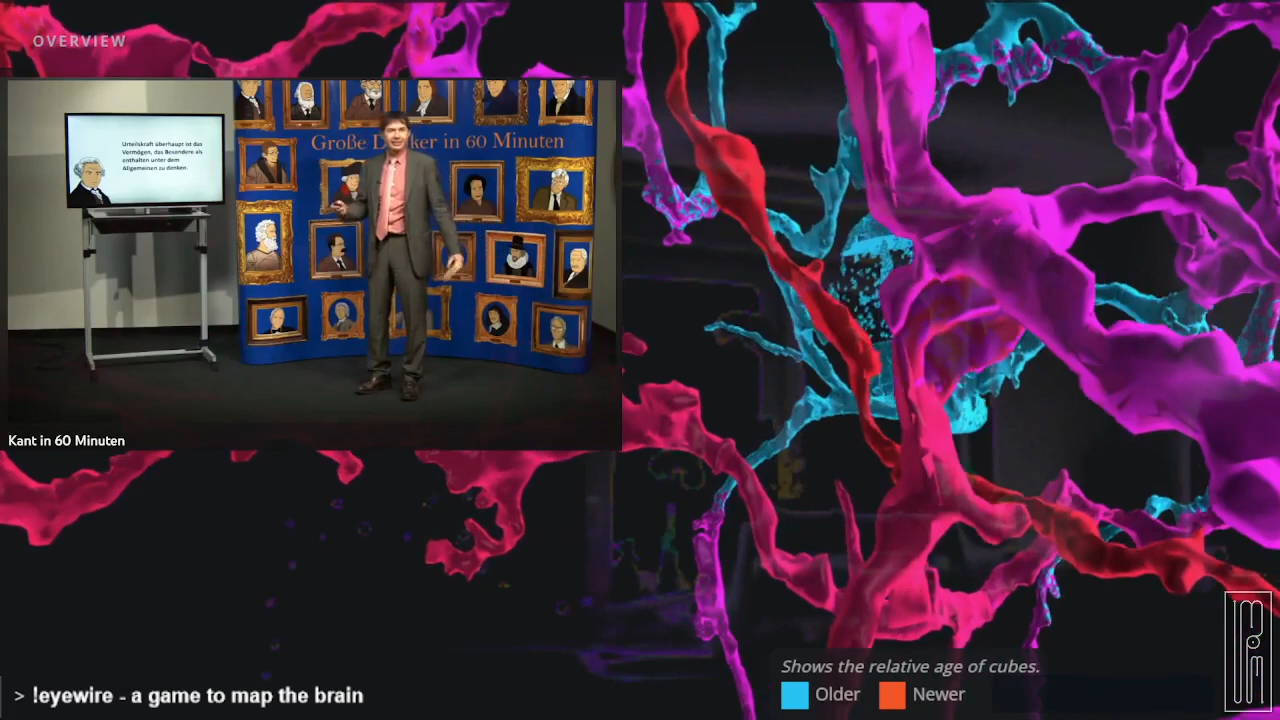 OVERVIEW
Urteilskraft überhaupt ist das
Vermögen, das Besondere als
enthalten unter dem
Allgemeinen zu denken.
Große Denker in 60 Minuten
Kant in 60 Minuten
> !eyewire - a game to map the brain
Shows the relative age of cubes.
Older
Newer